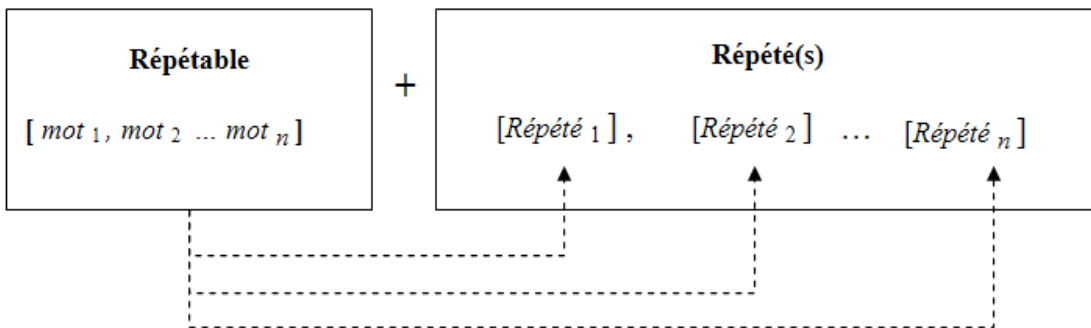 Répétable
[ mot 1, mot 2 ... mot n ]
+
Répété(s)
[Répété 1] , [Répété 2] ... [Répété n ]